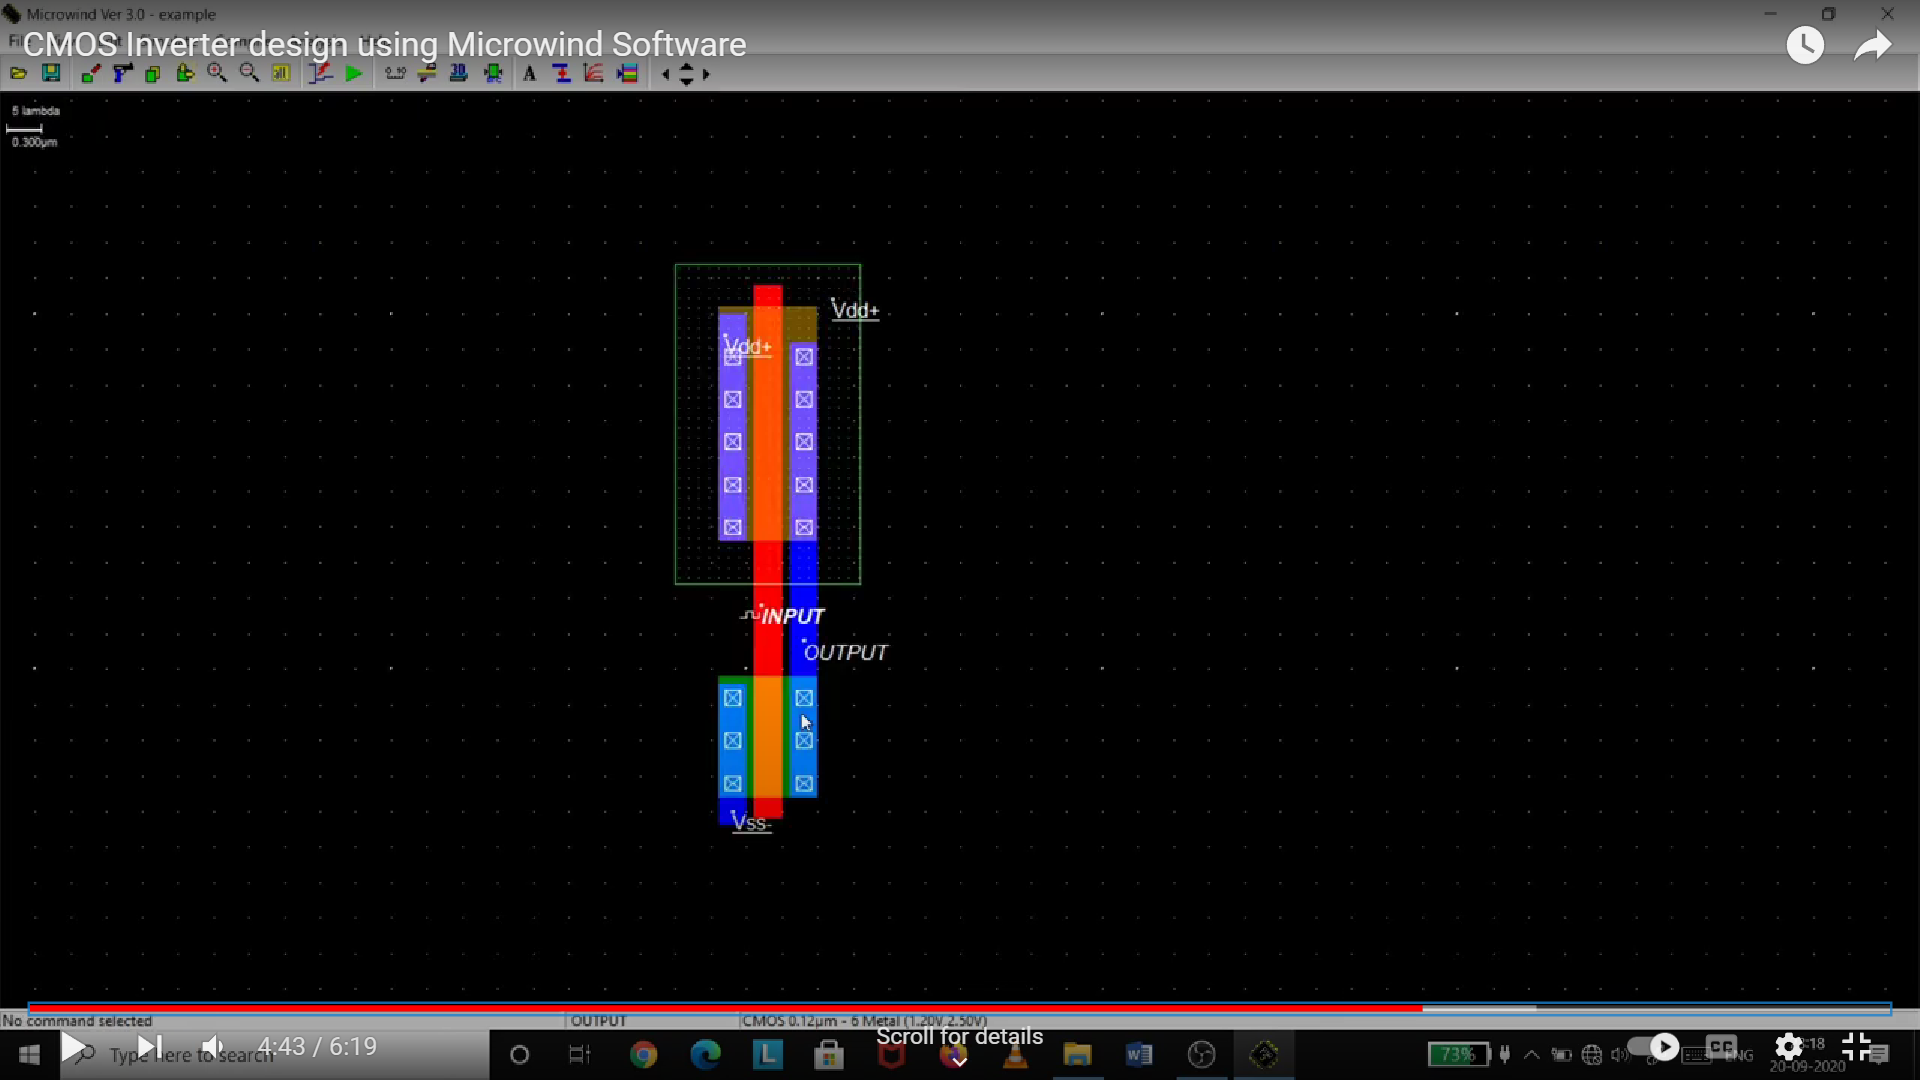 Microwind Ver 3.0 - example
CMOS Inverter design using Microwind Software
5 lambda
0.300µm
Vdd+
Vdd+
INPUT
OUTPUT
Vss-
No command selected
OUTPUT
CMOS 0.12µm - 6 Metal (1.20V,2.50V)
Scroll for details
Type here to search
4:43 / 6:19
73%
CC
ENG
:18
20-09-2020